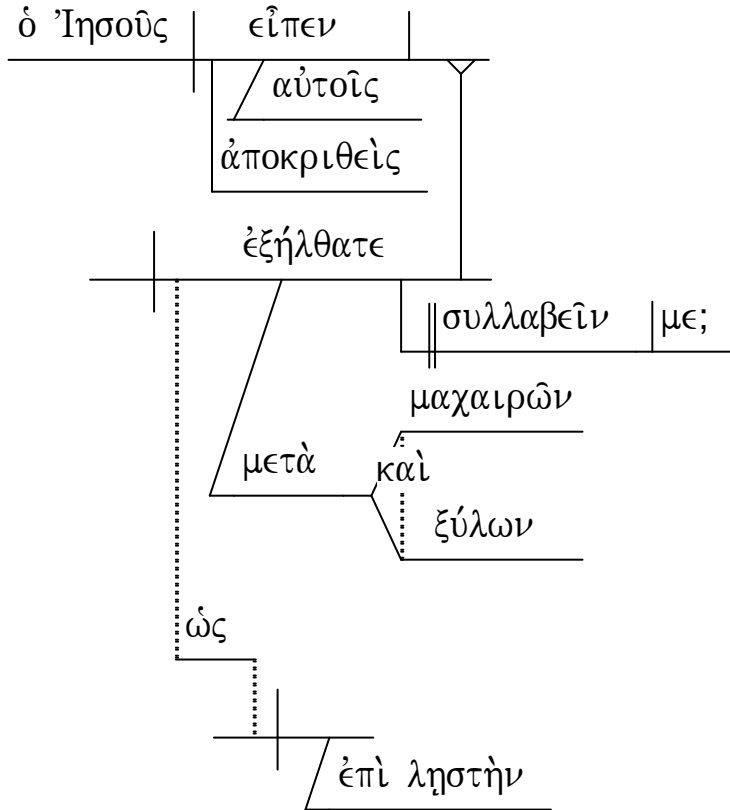 ὁ Ἰησοῦς εἶπεν
αὐτοῖς
ἀποκριθεὶς
ἐξήλθατε
συλλαβεῖν με;
μαχαιρῶν
μετὰ καὶ
ξύλων
ὡς
ἐπὶ λῃστὴν